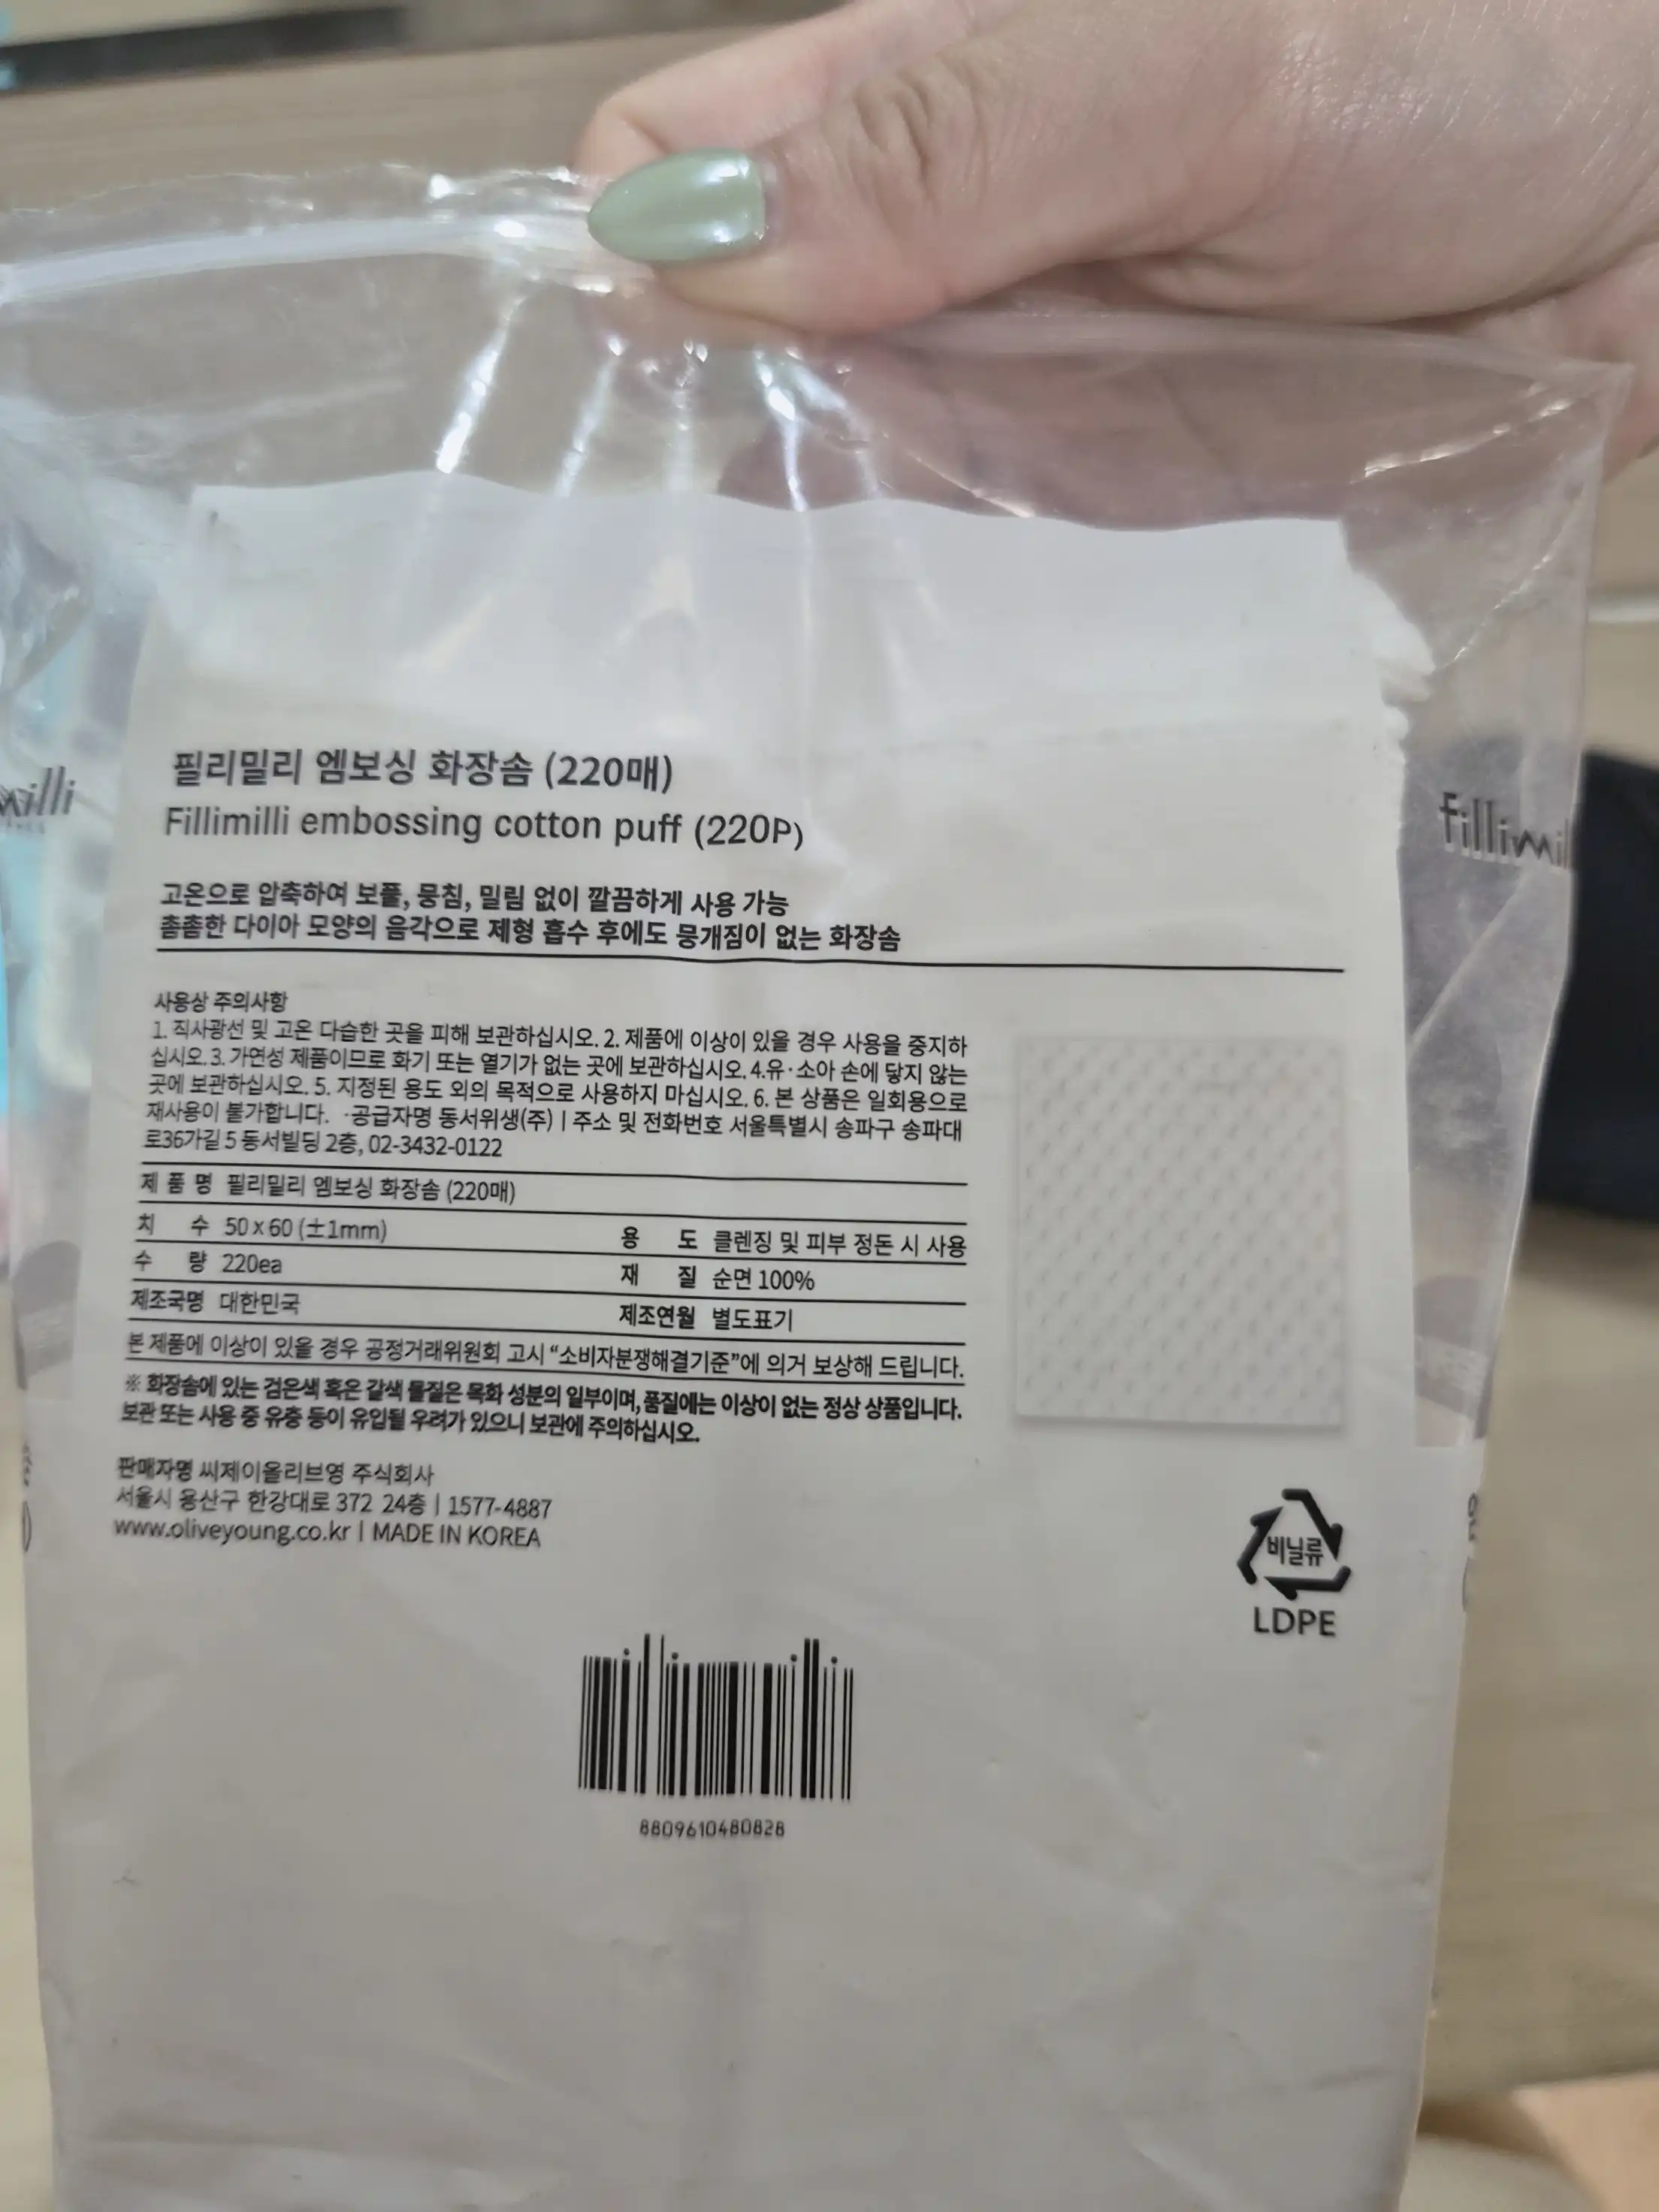 필리밀리 엠보싱 화장솜 (220매)
Fillimilli embossing cotton puff (220P)
고온으로 압축하여 보풀, 뭉침, 밀림 없이 깔끔하게 사용 가능
촘촘한 다이아 모양의 음각으로 제형 흡수 후에도 뭉개짐이 없는 화장솜
사용상 주의사항
1. 직사광선 및 고온 다습한 곳을 피해 보관하십시오. 2. 제품에 이상이 있을 경우 사용을 중지하
십시오. 3. 가연성 제품이므로 화기 또는 열기가 없는 곳에 보관하십시오. 4.유·소아 손에 닿지 않는
곳에 보관하십시오. 5. 지정된 용도 외의 목적으로 사용하지 마십시오. 6. 본 상품은 일회용으로
재사용이 불가합니다. ·공급자명 동서위생(주) | 주소 및 전화번호 서울특별시 송파구 송파대
로36가길 5 동서빌딩 2층, 02-3432-0122
제 품 명 필리밀리 엠보싱 화장솜 (220매)
치 수 50 x 60 (±1mm) 용 도 클렌징 및 피부 정돈 시 사용
수 량 220ea 재 질 순면 100%
제조국명 대한민국 제조연월 별도표기
본 제품에 이상이 있을 경우 공정거래위원회 고시 “소비자분쟁해결기준”에 의거 보상해 드립니다.
※ 화장솜에 있는 검은색 혹은 갈색 물질은 목화 성분의 일부이며, 품질에는 이상이 없는 정상 상품입니다.
보관 또는 사용 중 유충 등이 유입될 우려가 있으니 보관에 주의하십시오.
판매자명 씨제이올리브영 주식회사
서울시 용산구 한강대로 372 24층 | 1577-4887
www.oliveyoung.co.kr | MADE IN KOREA
비닐류
LDPE
8809610480828
milli
fillimil